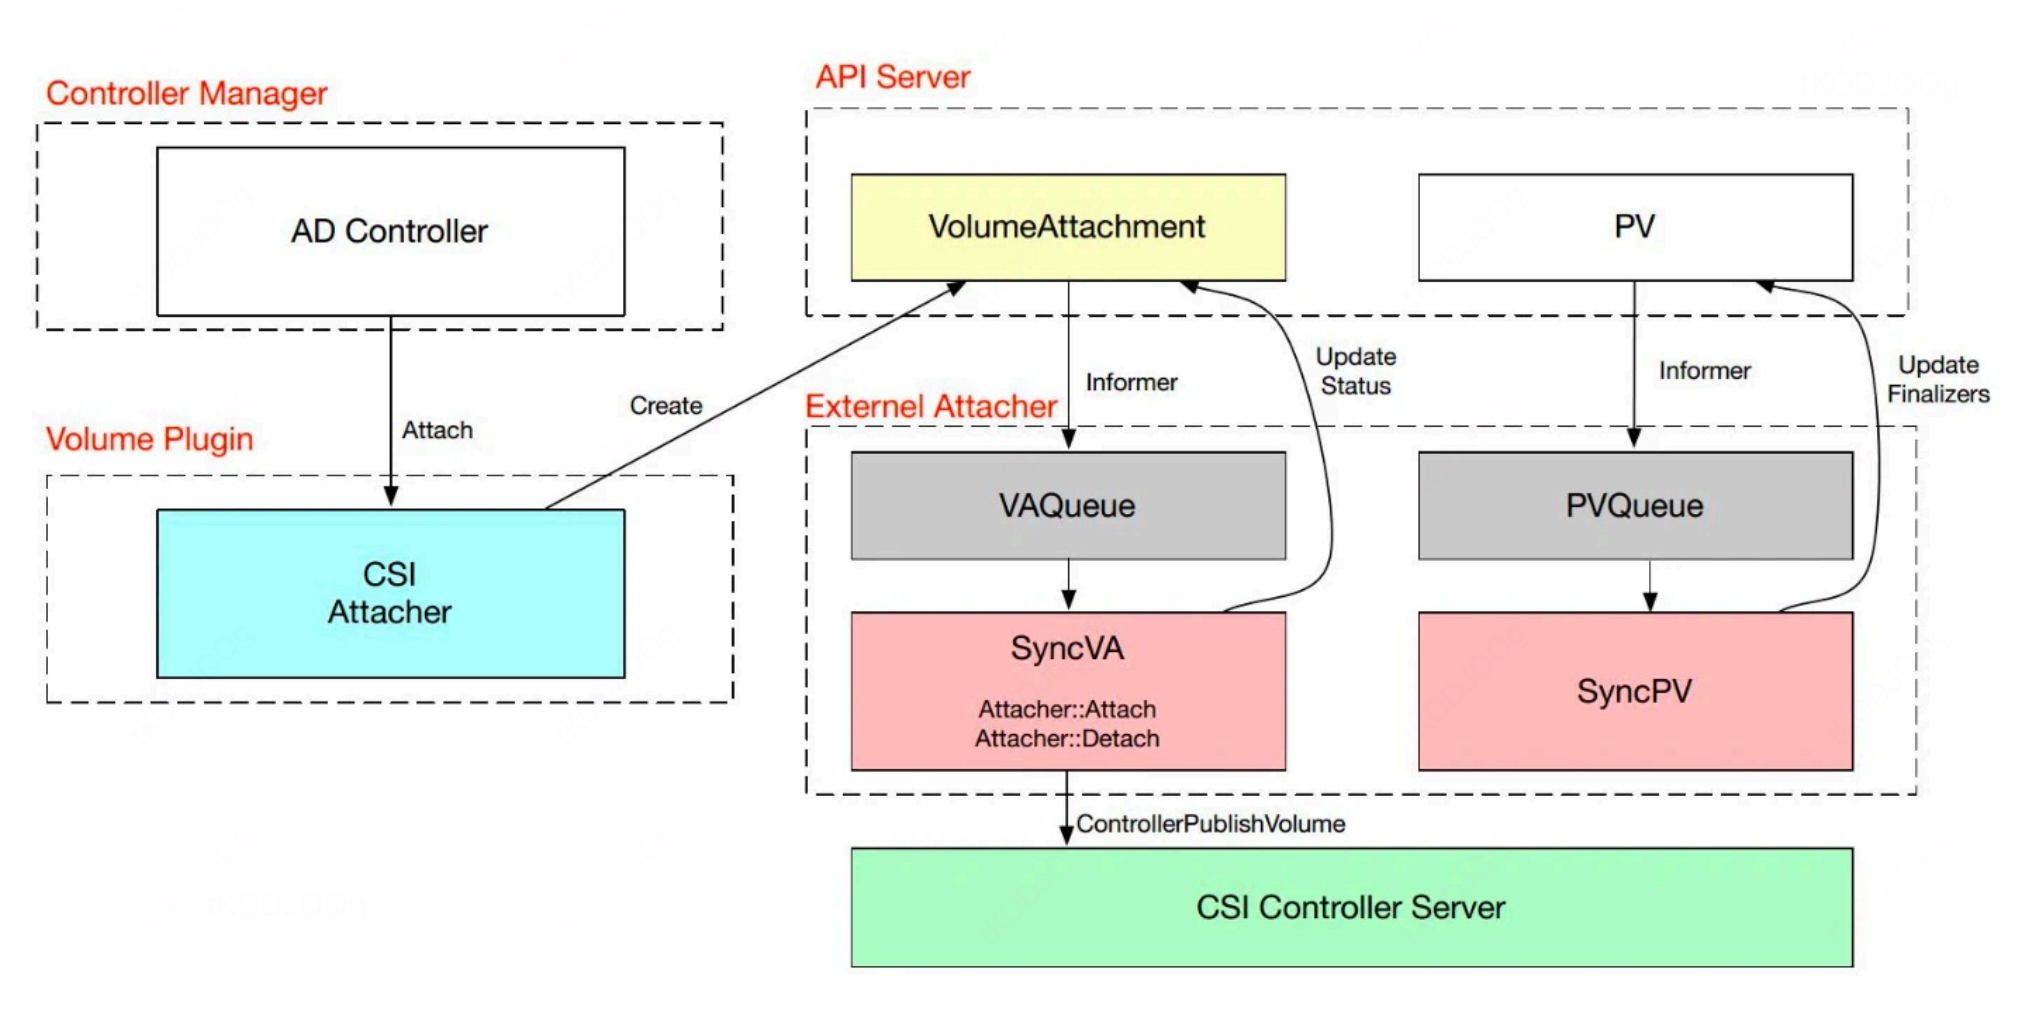 Controller Manager
AD Controller
Attach
Volume Plugin
CSI
Attacher
Create
API Server
VolumeAttachment
PV
Informer
Update
Status
Informer
Update
Finalizers
Externel Attacher
VAQueue
PVQueue
SyncVA
Attacher::Attach
Attacher::Detach
SyncPV
ControllerPublishVolume
CSI Controller Server